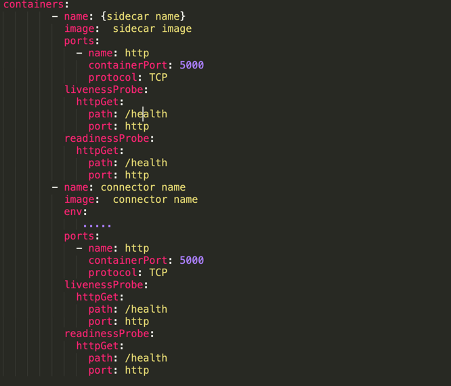 containers:
- name: {sidecar name}
image:  sidecar image
ports:
- name: http
containerPort: 5000
protocol: TCP
livenessProbe:
httpGet:
path: /health
port: http
readinessProbe:
httpGet:
path: /health
port: http
- name: connector name
image:  connector name
env:
.....
ports:
- name: http
containerPort: 5000
protocol: TCP
livenessProbe:
httpGet:
path: /health
port: http
readinessProbe:
httpGet:
path: /health
port: http